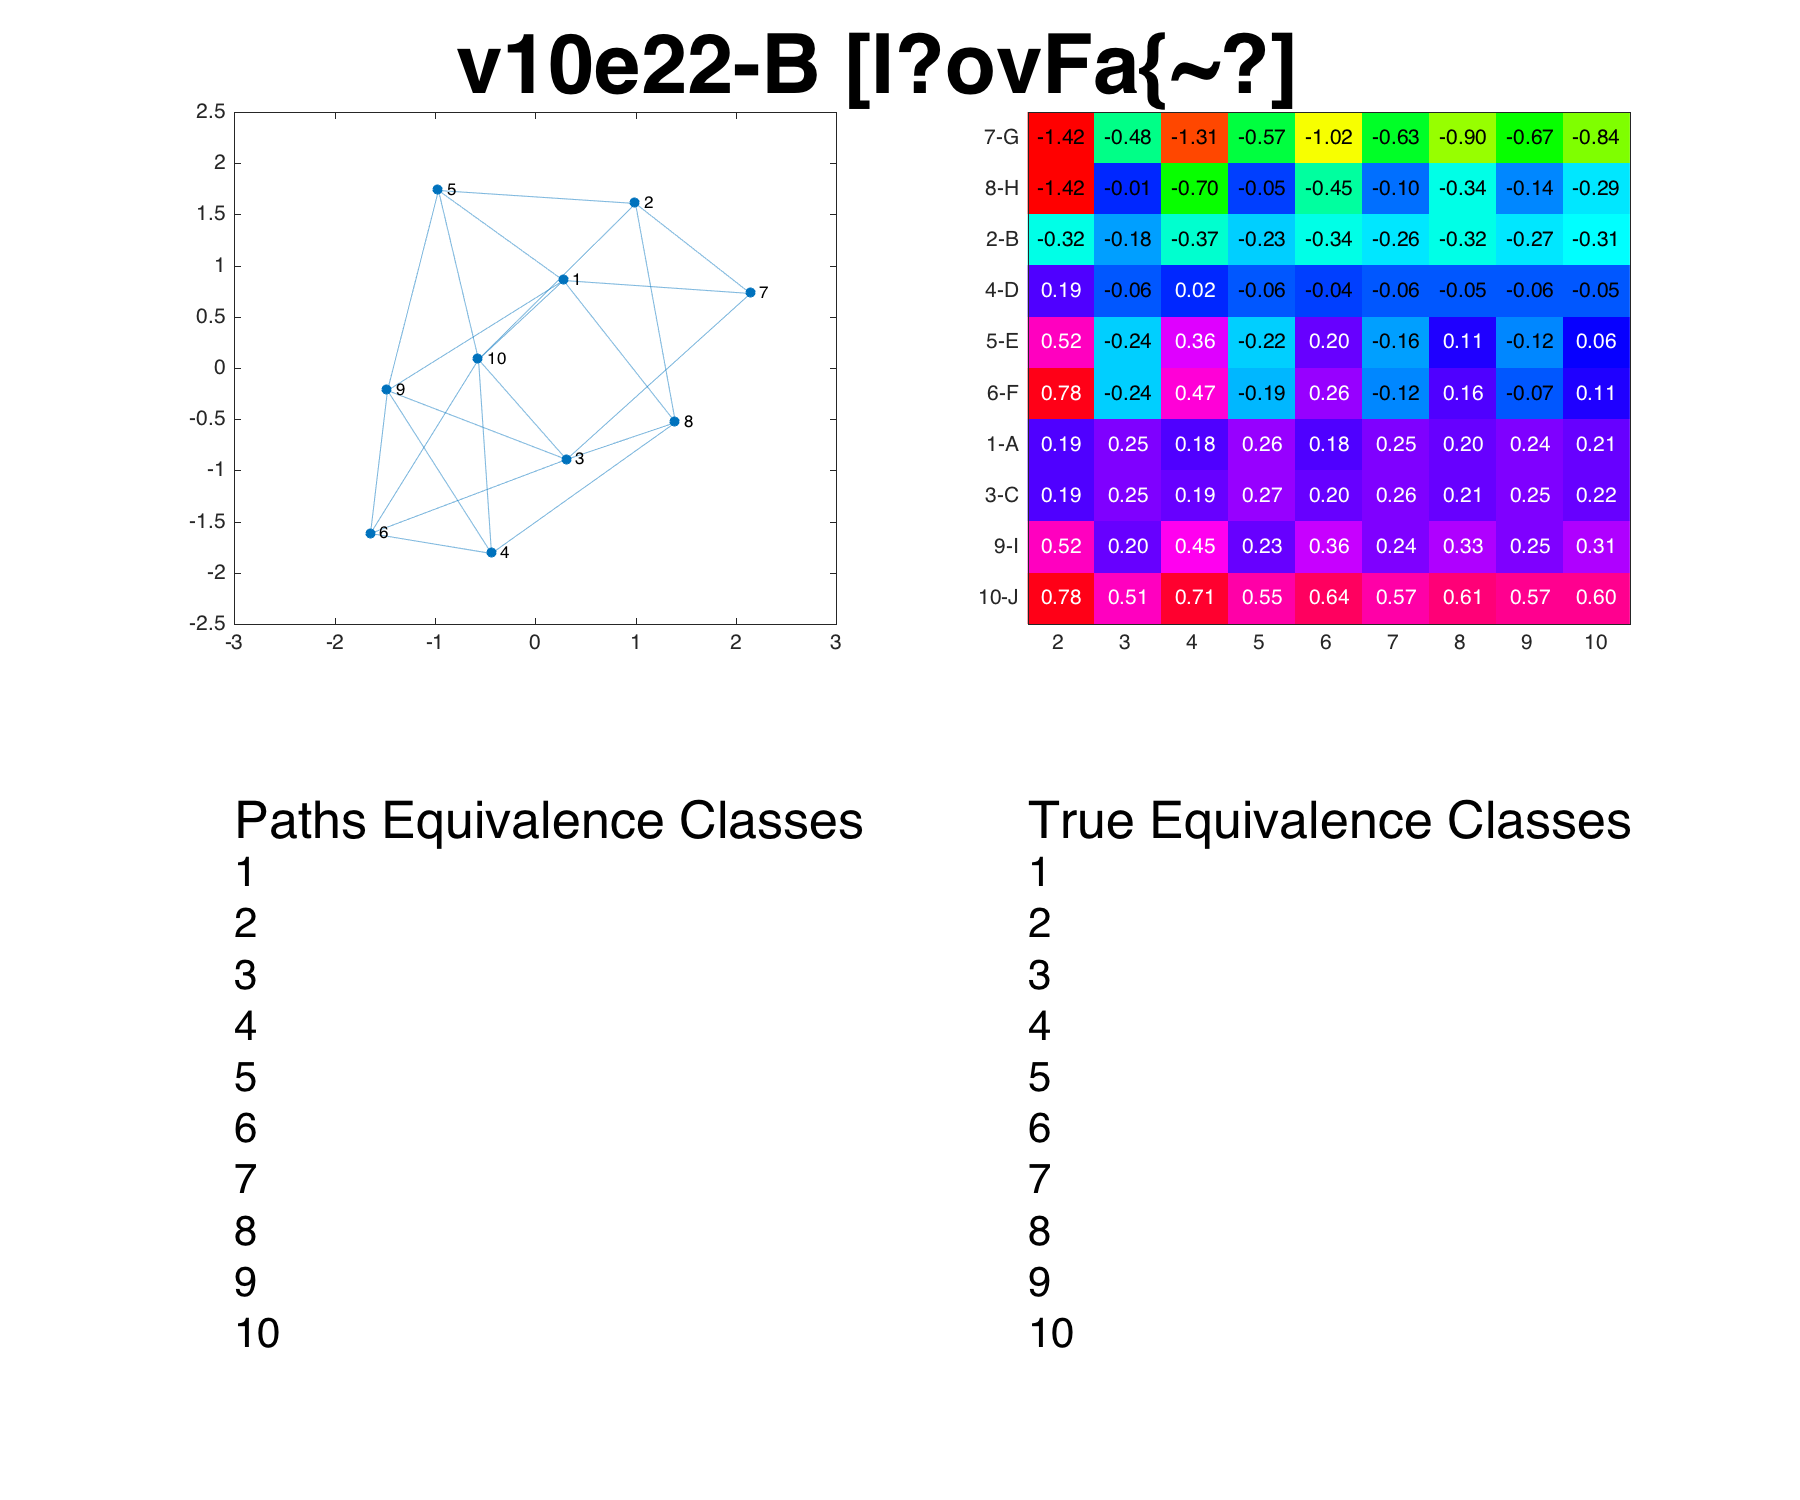 v10e22-B [I?ovFa{~?]
2.5
2
1.5
1
0.5
0
-0.5
-1
-1.5
-2
-2.5
-3 -2 -1 0 1 2 3
5
2
1
7
10
9
8
3
6
4
7-G -1.42 -0.48 -1.31 -0.57 -1.02 -0.63 -0.90 -0.67 -0.84
8-H -1.42 -0.01 -0.70 -0.05 -0.45 -0.10 -0.34 -0.14 -0.29
2-B -0.32 -0.18 -0.37 -0.23 -0.34 -0.26 -0.32 -0.27 -0.31
4-D 0.19 -0.06 0.02 -0.06 -0.04 -0.06 -0.05 -0.06 -0.05
5-E 0.52 -0.24 0.36 -0.22 0.20 -0.16 0.11 -0.12 0.06
6-F 0.78 -0.24 0.47 -0.19 0.26 -0.12 0.16 -0.07 0.11
1-A 0.19 0.25 0.18 0.26 0.18 0.25 0.20 0.24 0.21
3-C 0.19 0.25 0.19 0.27 0.20 0.26 0.21 0.25 0.22
9-I 0.52 0.20 0.45 0.23 0.36 0.24 0.33 0.25 0.31
10-J 0.78 0.51 0.71 0.55 0.64 0.57 0.61 0.57 0.60
2 3 4 5 6 7 8 9 10
Paths Equivalence Classes
1
2
3
4
5
6
7
8
9
10
True Equivalence Classes
1
2
3
4
5
6
7
8
9
10